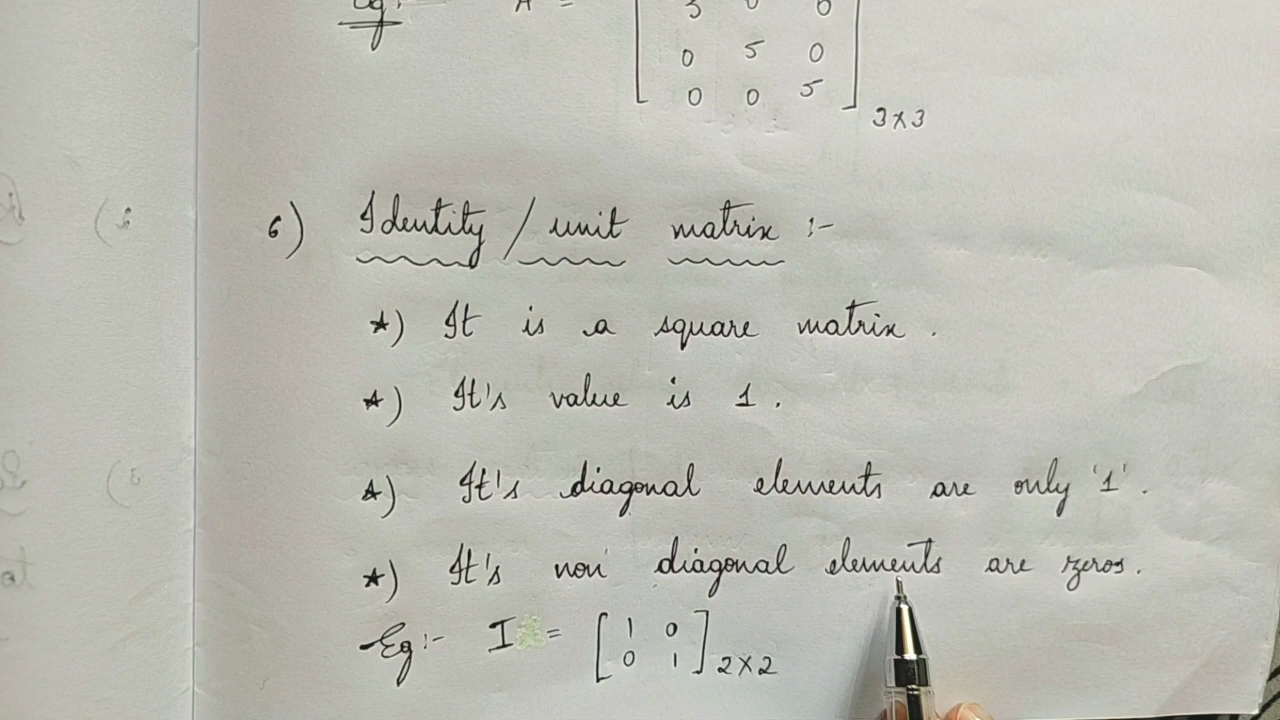 Eg:- A =
[ 5 0 0
0 5 0
0 0 5 ] 3×3
6) Identity / unit matrix :-
*) It is a square matrix .
*) It's value is 1 .
*) It's diagonal elements are only '1' .
*) It's non diagonal elements are zeros.
Eg:- I = [ 1 0
0 1 ] 2×2